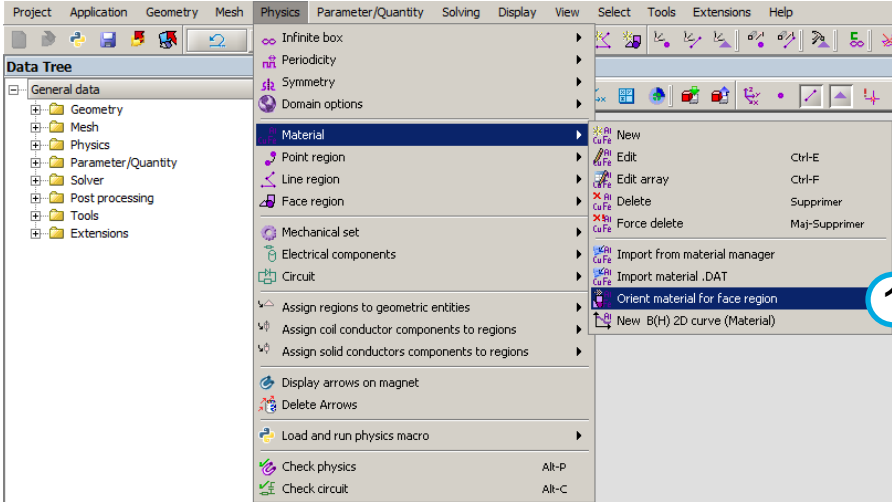 Project Application Geometry Mesh Physics Parameter/Quantity Solving Display View Select Tools Extensions Help
Data Tree
General data
Geometry
Mesh
Physics
Parameter/Quantity
Solver
Post processing
Tools
Extensions
Infinite box
Periodicity
Symmetry
Domain options
Material
Point region
Line region
Face region
Mechanical set
Electrical components
Circuit
Assign regions to geometric entities
Assign coil conductor components to regions
Assign solid conductors components to regions
Display arrows on magnet
Delete Arrows
Load and run physics macro
Check physics Alt-P
Check circuit Alt-C
New
Edit Ctrl-E
Edit array Ctrl-F
Delete Supprimer
Force delete Maj-Supprimer
Import from material manager
Import material .DAT
Orient material for face region
New B(H) 2D curve (Material)
1